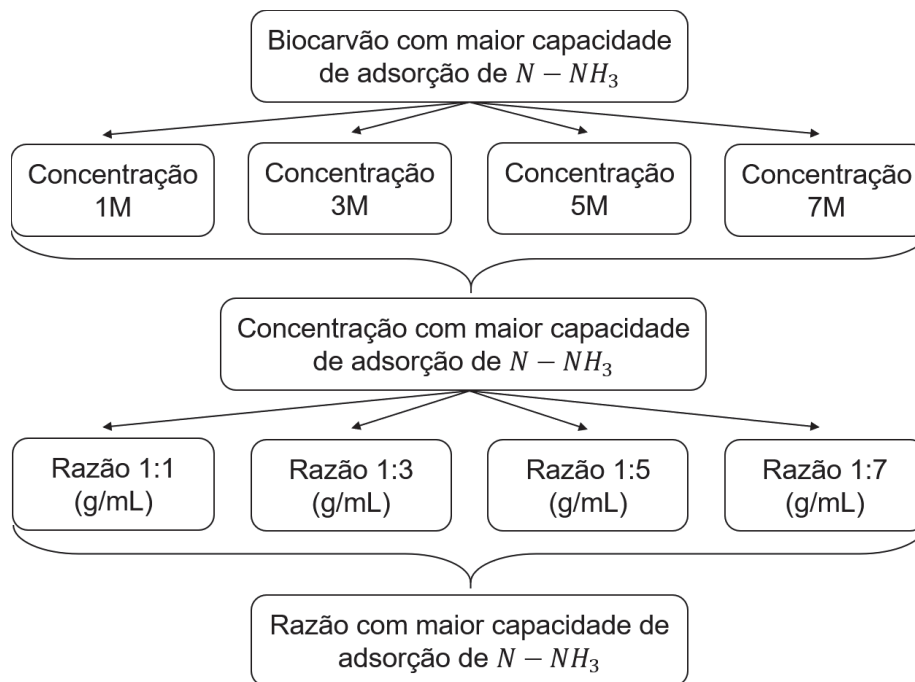 Biocarvão com maior capacidade
de adsorção de N − NH₃
Concentração
1M
Concentração
3M
Concentração
5M
Concentração
7M
Concentração com maior capacidade
de adsorção de N − NH₃
Razão 1:1
(g/mL)
Razão 1:3
(g/mL)
Razão 1:5
(g/mL)
Razão 1:7
(g/mL)
Razão com maior capacidade de
adsorção de N − NH₃